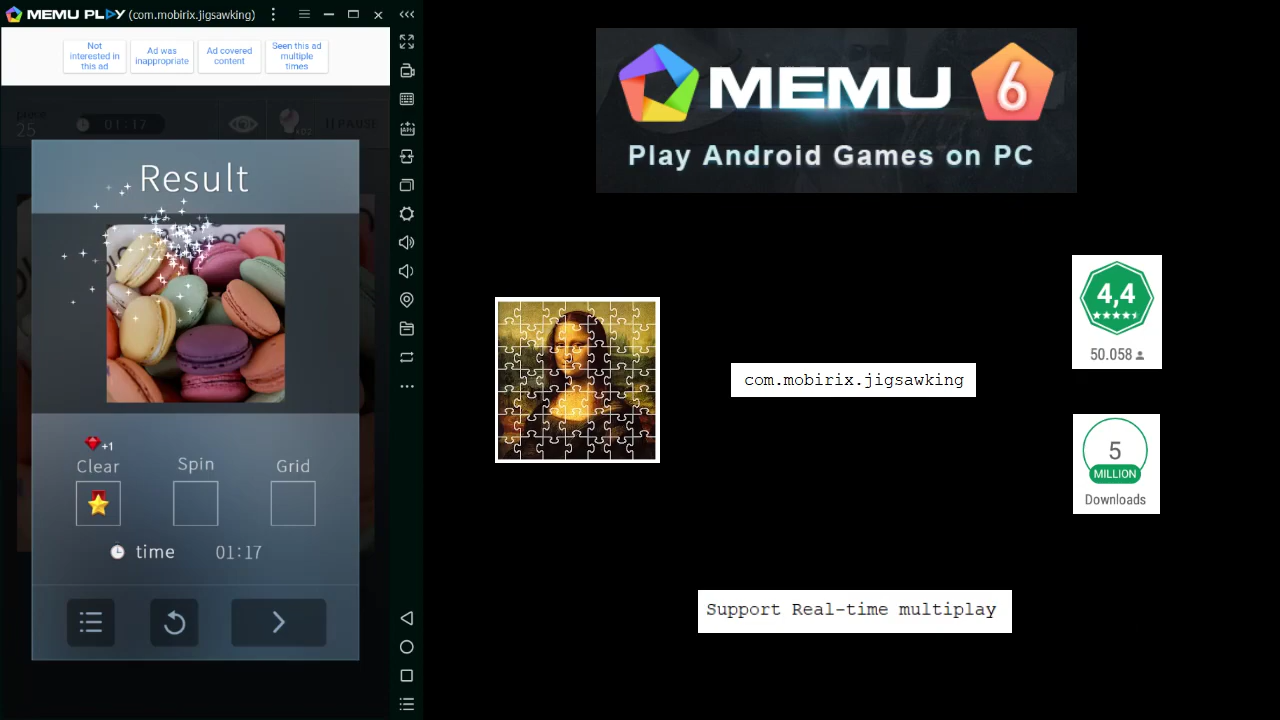 MEMU PLAY (com.mobirix.jigsawking)
Not interested in this ad
Ad was inappropriate
Ad covered content
Seen this ad multiple times
piece
25
01:17
x02
PAUSE
Result
+1
Clear
Spin
Grid
time
01:17
MEMU 6
Play Android Games on PC
com.mobirix.jigsawking
4,4
50.058
5
MILLION
Downloads
Support Real-time multiplay